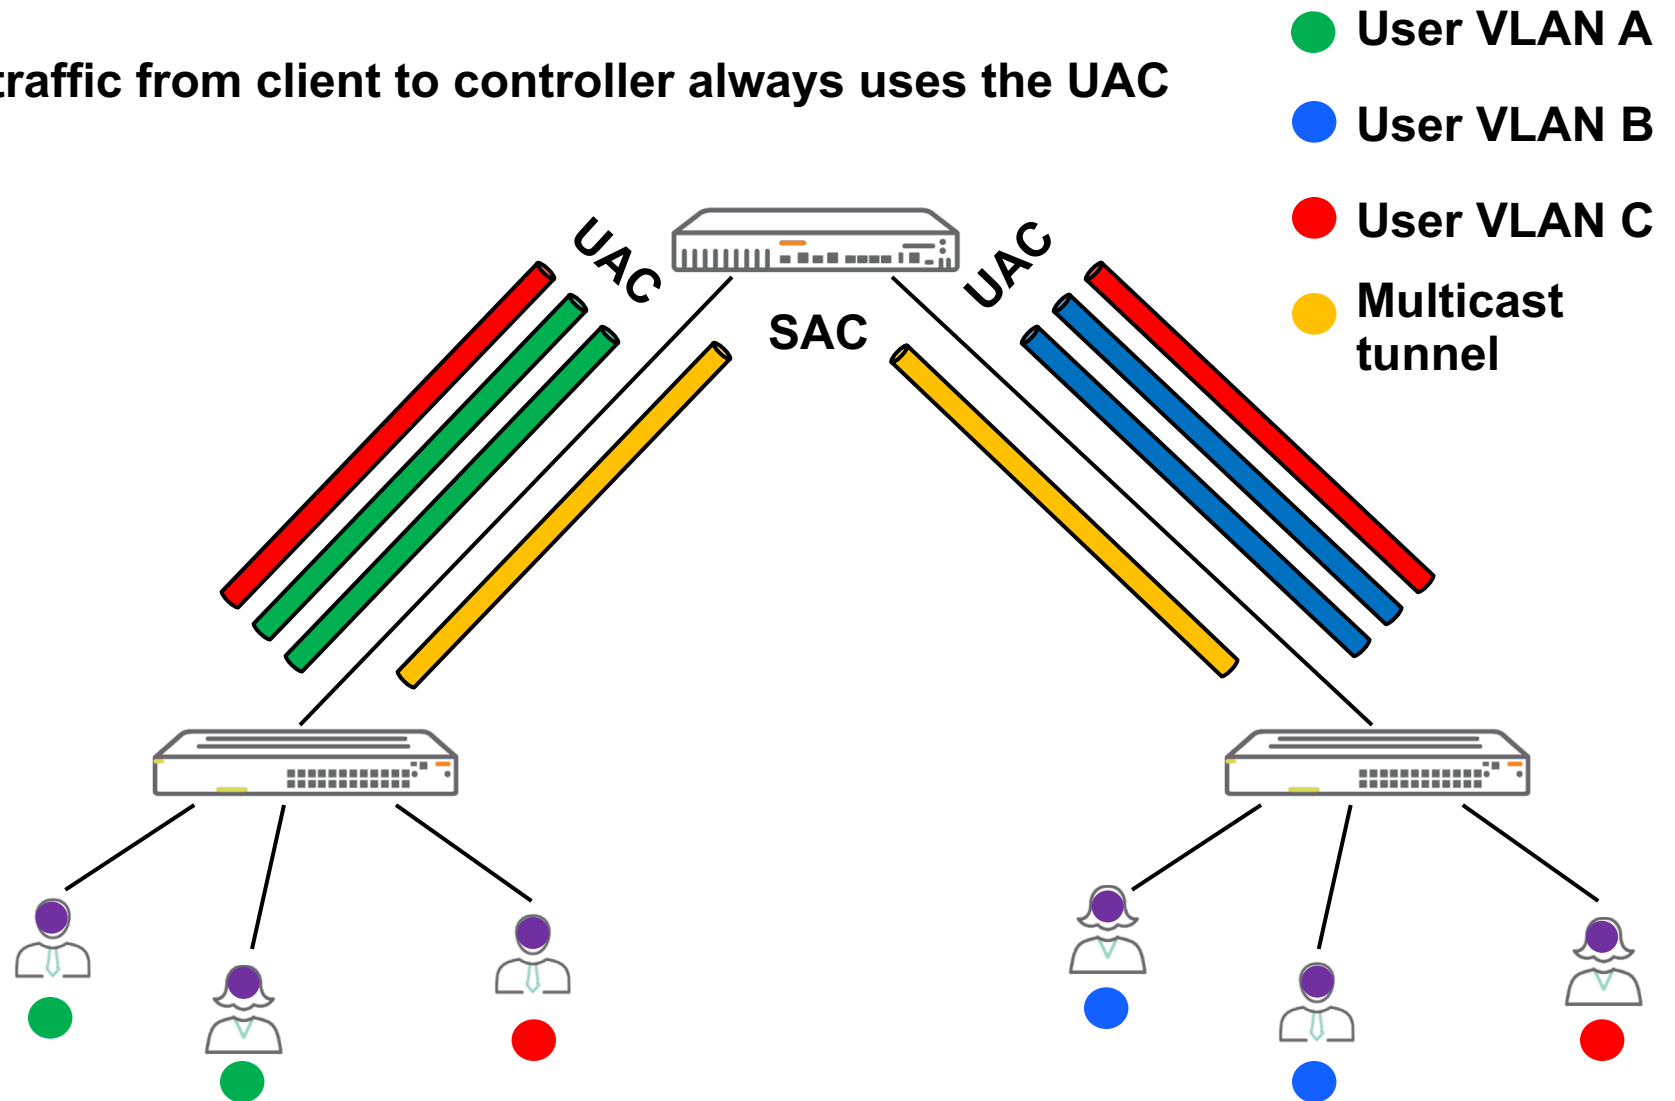 traffic from client to controller always uses the UAC
User VLAN A
User VLAN B
User VLAN C
Multicast
tunnel
UAC
UAC
SAC